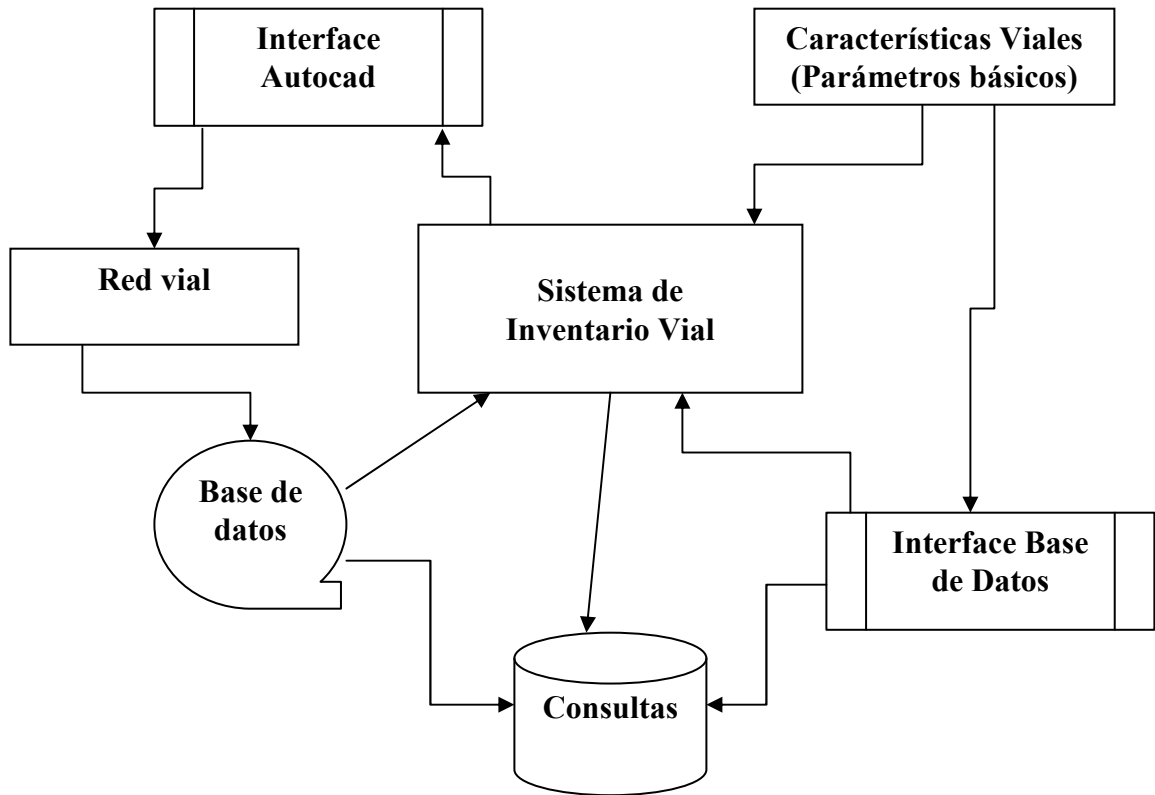 Interface
Autocad
Características Viales
(Parámetros básicos)
Red vial
Sistema de
Inventario Vial
Base de
datos
Interface Base
de Datos
Consultas